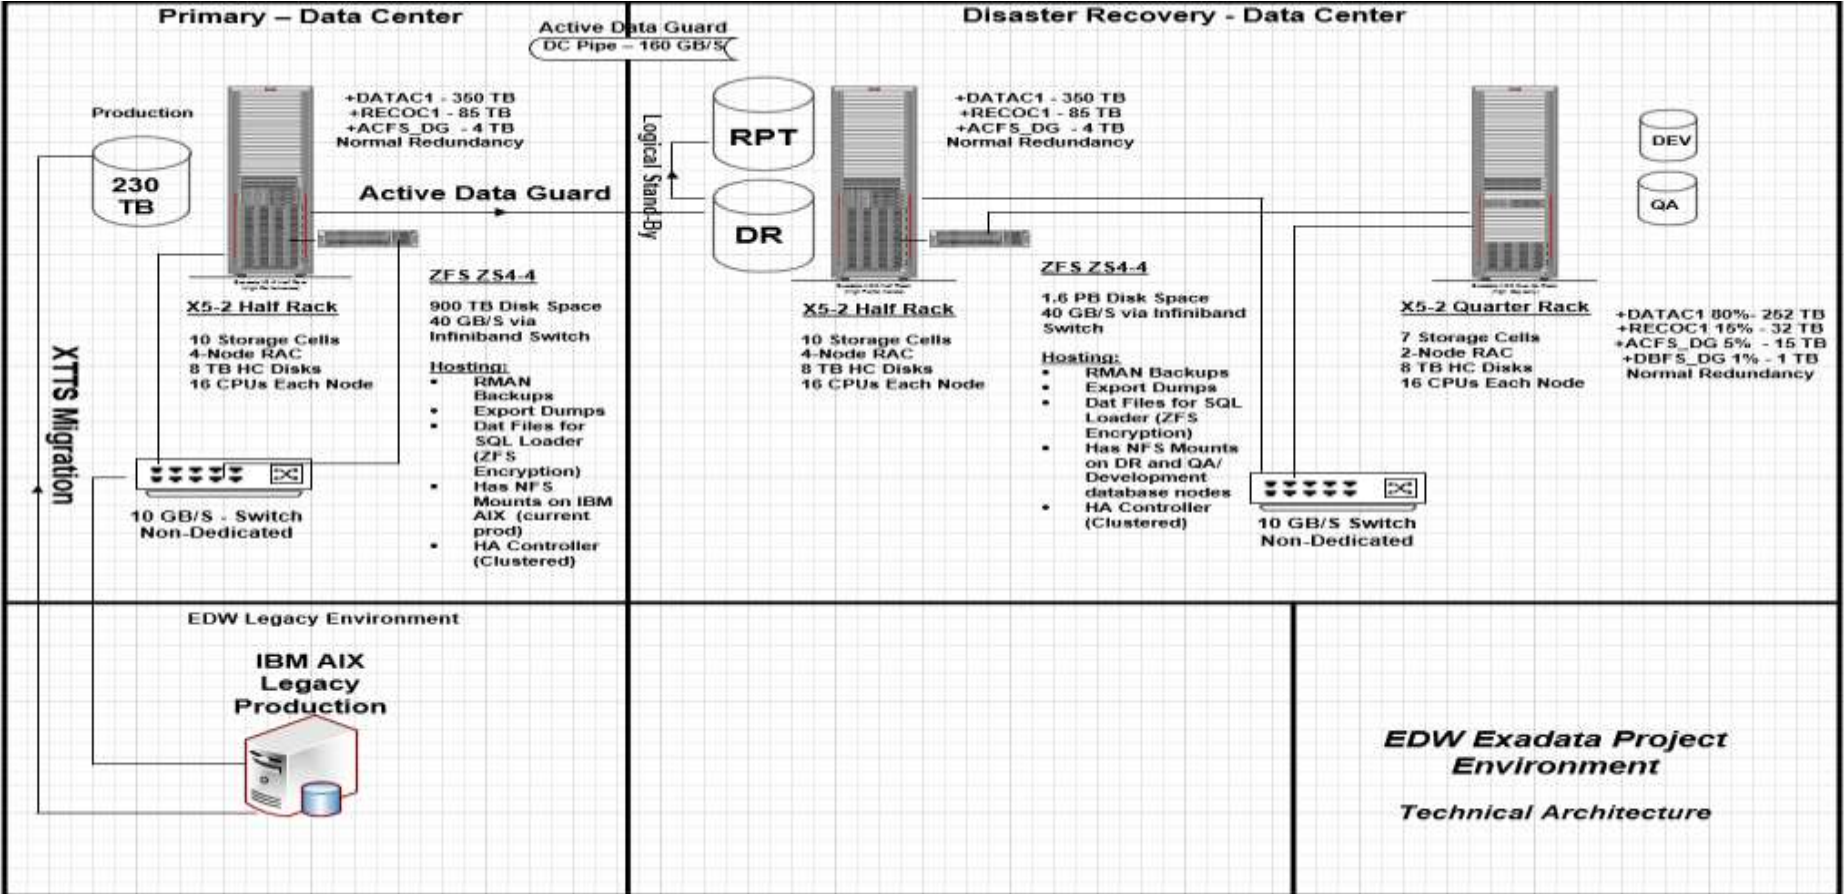 Primary – Data Center
Active Data Guard
DC Pipe – 160 GB/S
Disaster Recovery - Data Center
Production
230
TB
+DATAC1 - 350 TB
+RECOC1 - 85 TB
+ACFS_DG - 4 TB
Normal Redundancy
Active Data Guard
X5-2 Half Rack
10 Storage Cells
4-Node RAC
8 TB HC Disks
16 CPUs Each Node
ZFS ZS4-4
900 TB Disk Space
40 GB/S via
Infiniband Switch
Hosting:
• RMAN
Backups
• Export Dumps
• Dat Files for
SQL Loader
(ZFS
Encryption)
• Has NFS
Mounts on IBM
AIX (current
prod)
• HA Controller
(Clustered)
XTTS Migration
10 GB/S - Switch
Non-Dedicated
Logical Stand-By
RPT
DR
+DATAC1 - 350 TB
+RECOC1 - 85 TB
+ACFS_DG - 4 TB
Normal Redundancy
X5-2 Half Rack
10 Storage Cells
4-Node RAC
8 TB HC Disks
16 CPUs Each Node
ZFS ZS4-4
1.6 PB Disk Space
40 GB/S via Infiniband
Switch
Hosting:
• RMAN Backups
• Export Dumps
• Dat Files for SQL
Loader (ZFS
Encryption)
• Has NFS Mounts
on DR and QA/
Development
database nodes
• HA Controller
(Clustered)
10 GB/S Switch
Non-Dedicated
DEV
QA
X5-2 Quarter Rack
7 Storage Cells
2-Node RAC
8 TB HC Disks
16 CPUs Each Node
+DATAC1 80%- 252 TB
+RECOC1 15% - 32 TB
+ACFS_DG 5% - 15 TB
+DBFS_DG 1% - 1 TB
Normal Redundancy
EDW Legacy Environment
IBM AIX
Legacy
Production
EDW Exadata Project
Environment
Technical Architecture